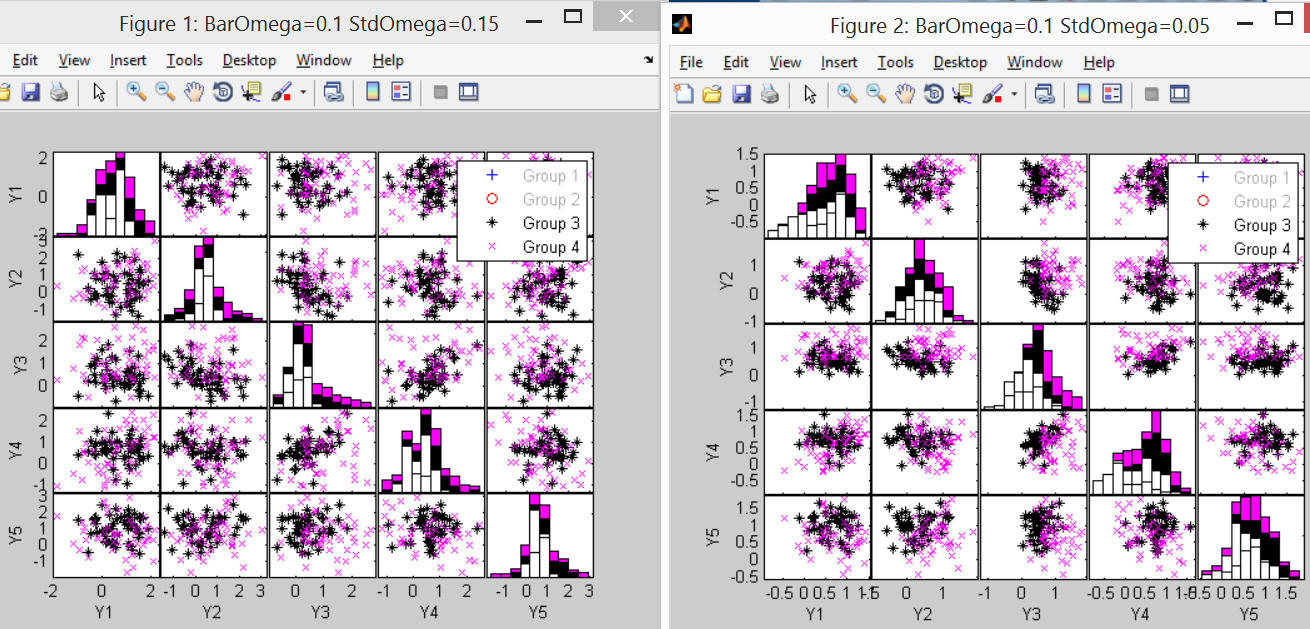 Figure 1: BarOmega=0.1 StdOmega=0.15
Edit View Insert Tools Desktop Window Help
Y1
2
0
-2
Y2
3
2
1
0
-1
Y3
2
1
0
Y4
2
1
0
-1
Y5
3
2
1
0
-1
Group 1
Group 2
Group 3
Group 4
-2 0 2
-1 0 1 2 3
0 2
-1 0 1 2
-1 0 1 2 3
Y1 Y2 Y3 Y4 Y5
Figure 2: BarOmega=0.1 StdOmega=0.05
File Edit View Insert Tools Desktop Window Help
Y1
1.5
1
0.5
0
-0.5
Y2
1
0
-1
Y3
1
0
-1
Y4
1.5
1
0.5
0
-0.5
Y5
1.5
1
0.5
0
-0.5
Group 1
Group 2
Group 3
Group 4
-0.5 0 0.5 1 1.5
0 1
-1 0 1
-0.5 0 0.5 1
0 0.5 1 1.5
Y1 Y2 Y3 Y4 Y5